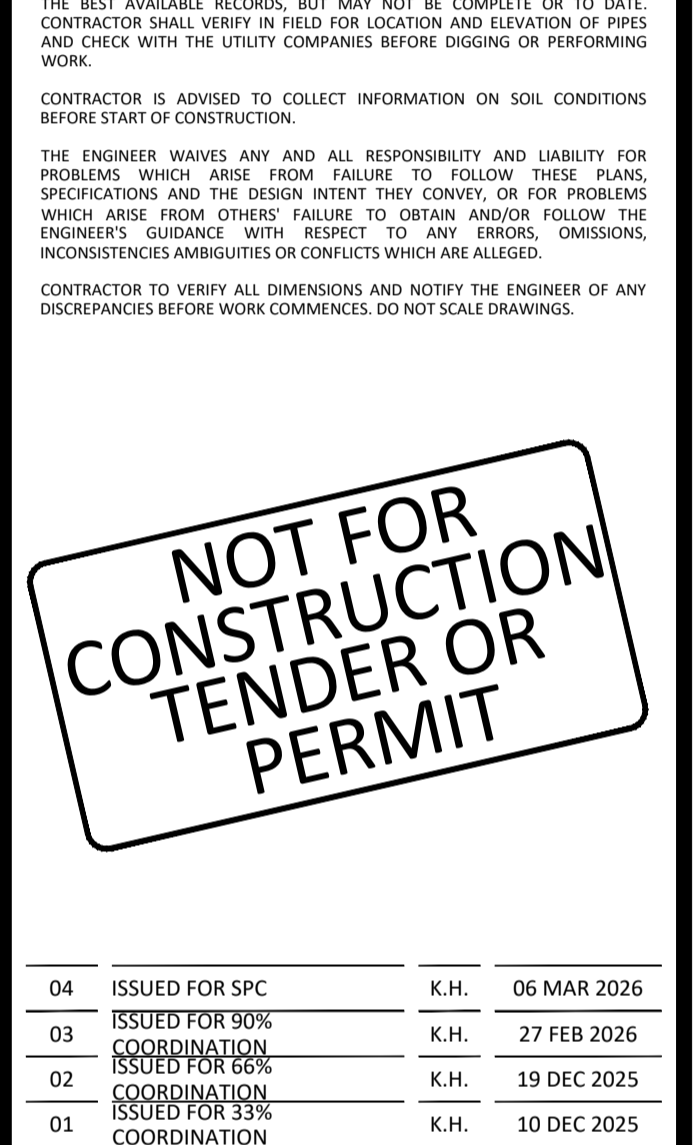 THE BEST AVAILABLE RECORDS, BUT MAY NOT BE COMPLETE OR TO DATE.
CONTRACTOR SHALL VERIFY IN FIELD FOR LOCATION AND ELEVATION OF PIPES
AND CHECK WITH THE UTILITY COMPANIES BEFORE DIGGING OR PERFORMING
WORK.
CONTRACTOR IS ADVISED TO COLLECT INFORMATION ON SOIL CONDITIONS
BEFORE START OF CONSTRUCTION.
THE ENGINEER WAIVES ANY AND ALL RESPONSIBILITY AND LIABILITY FOR
PROBLEMS WHICH ARISE FROM FAILURE TO FOLLOW THESE PLANS,
SPECIFICATIONS AND THE DESIGN INTENT THEY CONVEY, OR FOR PROBLEMS
WHICH ARISE FROM OTHERS' FAILURE TO OBTAIN AND/OR FOLLOW THE
ENGINEER'S GUIDANCE WITH RESPECT TO ANY ERRORS, OMISSIONS,
INCONSISTENCIES AMBIGUITIES OR CONFLICTS WHICH ARE ALLEGED.
CONTRACTOR TO VERIFY ALL DIMENSIONS AND NOTIFY THE ENGINEER OF ANY
DISCREPANCIES BEFORE WORK COMMENCES. DO NOT SCALE DRAWINGS.
NOT FOR
CONSTRUCTION
TENDER OR
PERMIT
04 ISSUED FOR SPC K.H. 06 MAR 2026
03 ISSUED FOR 90% COORDINATION K.H. 27 FEB 2026
02 ISSUED FOR 66% COORDINATION K.H. 19 DEC 2025
01 ISSUED FOR 33% COORDINATION K.H. 10 DEC 2025